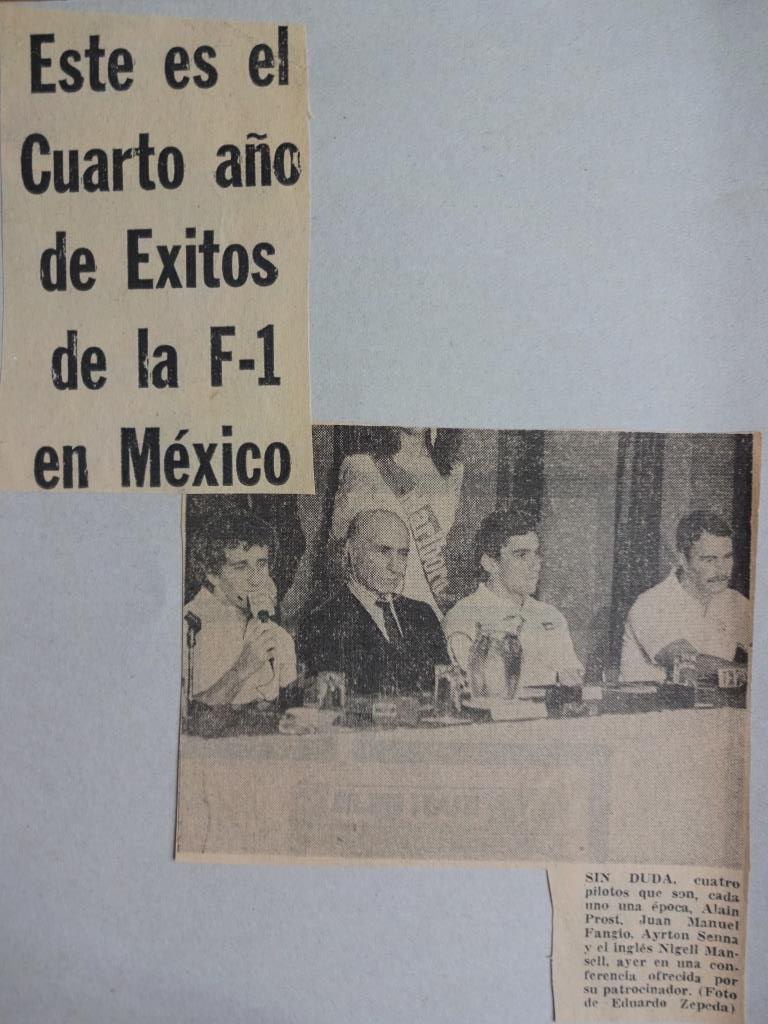 Este es el
Cuarto año
de Exitos
de la F-1
en México
SIN DUDA, cuatro
pilotos que son, cada
uno una época, Alain
Prost, Juan Manuel
Fangio, Ayrton Senna
y el inglés Nigell Man-
sell, ayer en una con-
ferencia ofrecida por
su patrocinador. (Foto
de Eduardo Zepeda)